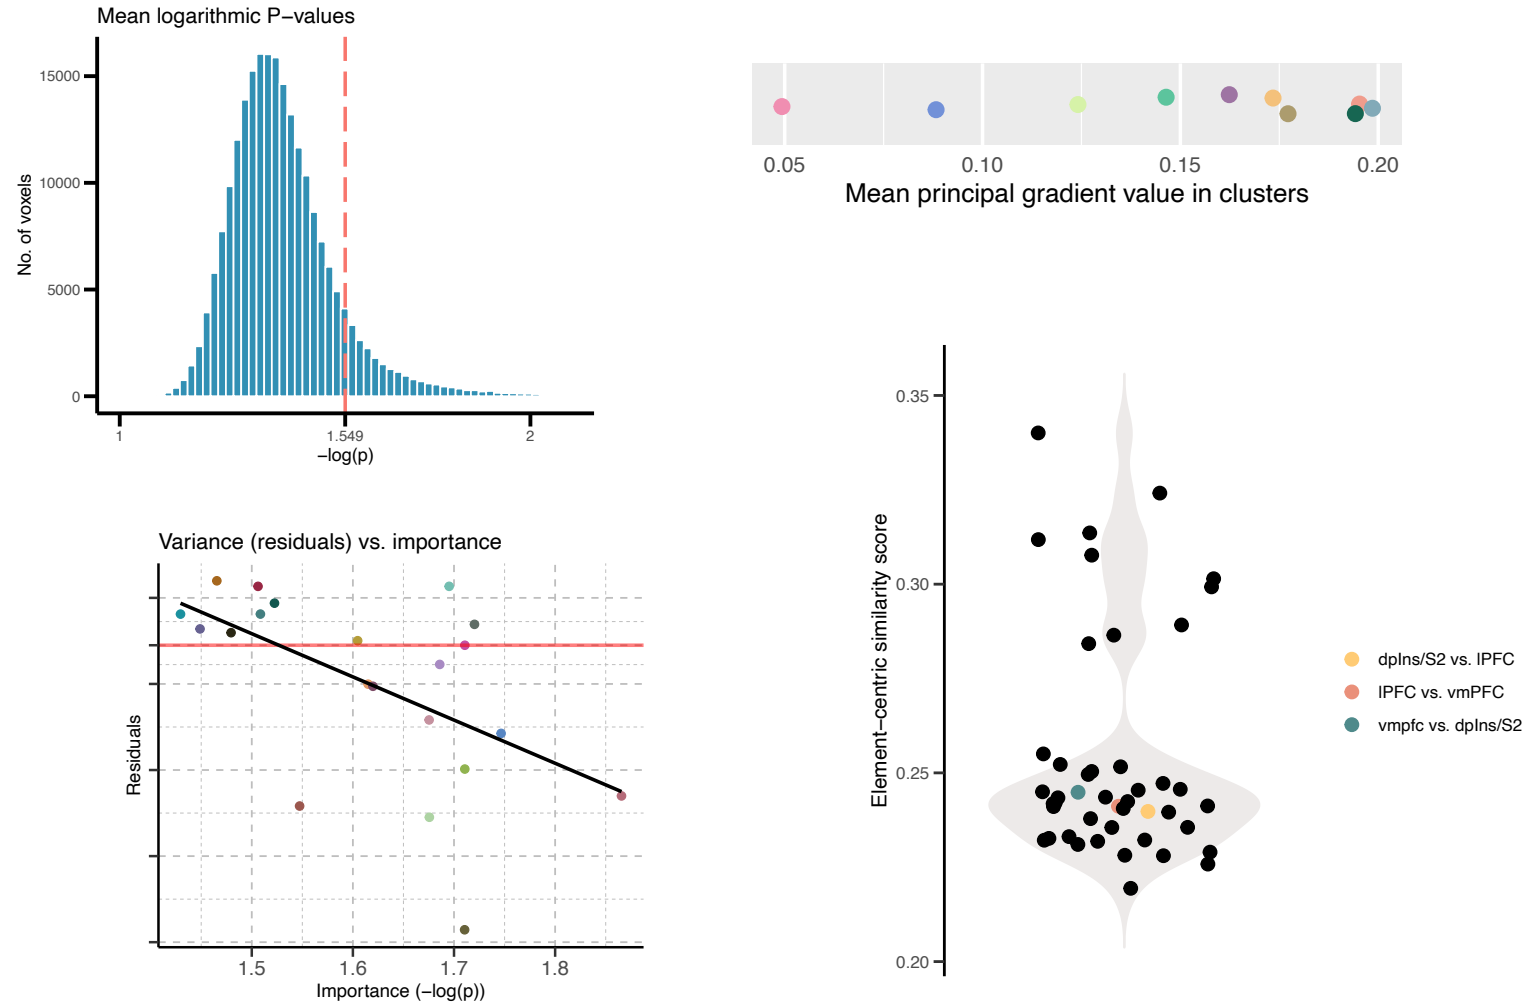 Mean logarithmic P−values
No. of voxels
15000
10000
5000
0
1
1.549
2
−log(p)
0.05
0.10
0.15
0.20
Mean principal gradient value in clusters
Variance (residuals) vs. importance
Residuals
1.5
1.6
1.7
1.8
Importance (−log(p))
Element−centric similarity score
0.35
0.30
0.25
0.20
dpIns/S2 vs. lPFC
lPFC vs. vmPFC
vmpfc vs. dpIns/S2